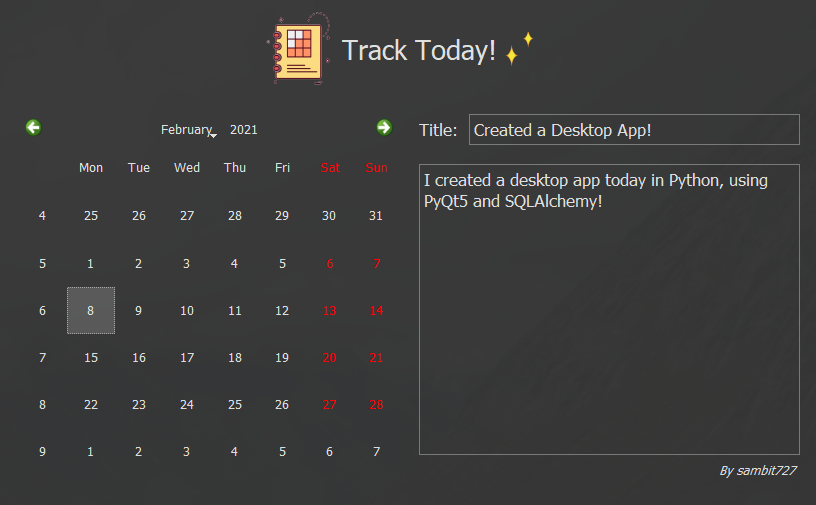 Track Today!
February 2021
Mon Tue Wed Thu Fri Sat Sun
4 25 26 27 28 29 30 31
5 1 2 3 4 5 6 7
6 8 9 10 11 12 13 14
7 15 16 17 18 19 20 21
8 22 23 24 25 26 27 28
9 1 2 3 4 5 6 7
Title: Created a Desktop App!
I created a desktop app today in Python, using
PyQt5 and SQLAlchemy!
By sambit727